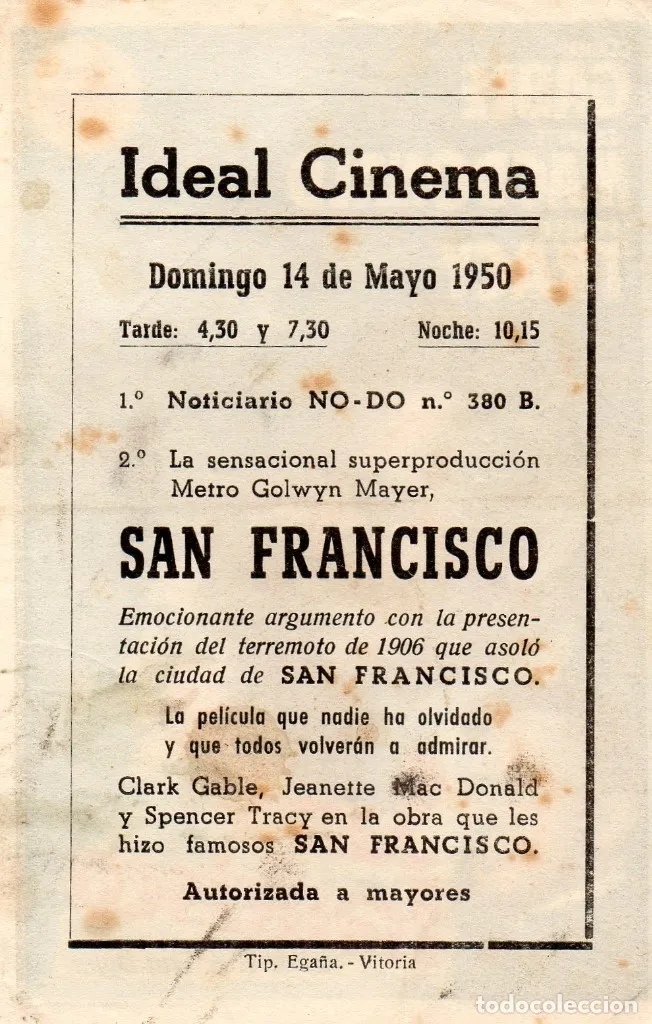 Ideal Cinema
Domingo 14 de Mayo 1950
Tarde: 4,30 y 7,30 Noche: 10,15
1.º Noticiario NO-DO n.º 380 B.
2.º La sensacional superproducción
Metro Golwyn Mayer,
SAN FRANCISCO
Emocionante argumento con la presen-
tación del terremoto de 1906 que asoló
la ciudad de SAN FRANCISCO.
La película que nadie ha olvidado
y que todos volverán a admirar.
Clark Gable, Jeanette Mac Donald
y Spencer Tracy en la obra que les
hizo famosos SAN FRANCISCO.
Autorizada a mayores
Tip. Egaña. - Vitoria
todocoleccion